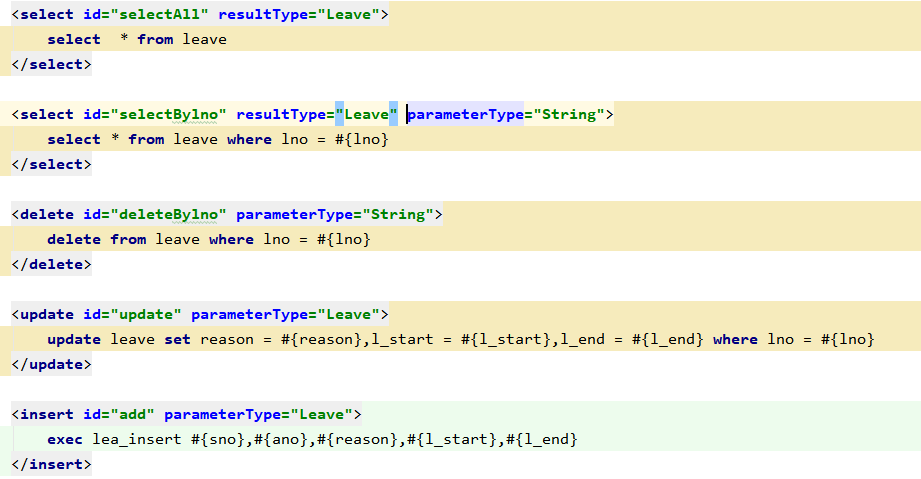 <select id="selectAll" resultType="Leave">
select  * from leave
</select>
<select id="selectBylno" resultType="Leave" parameterType="String">
select * from leave where lno = #{lno}
</select>
<delete id="deleteBylno" parameterType="String">
delete from leave where lno = #{lno}
</delete>
<update id="update" parameterType="Leave">
update leave set reason = #{reason},l_start = #{l_start},l_end = #{l_end} where lno = #{lno}
</update>
<insert id="add" parameterType="Leave">
exec lea_insert #{sno},#{ano},#{reason},#{l_start},#{l_end}
</insert>